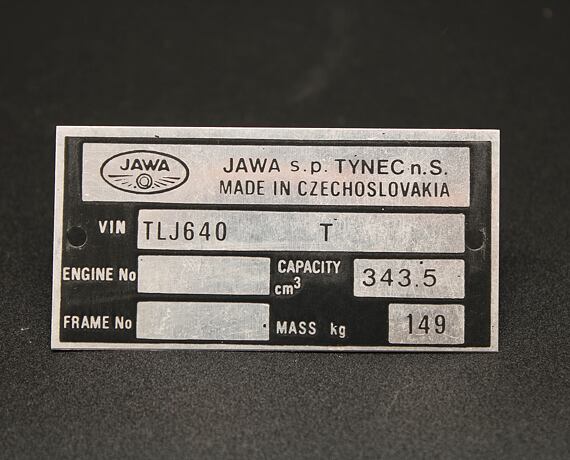 JAWA
JAWA s.p. TÝNEC n.S.
MADE IN CZECHOSLOVAKIA
VIN TLJ640 T
ENGINE No CAPACITY cm3 343.5
FRAME No MASS kg 149